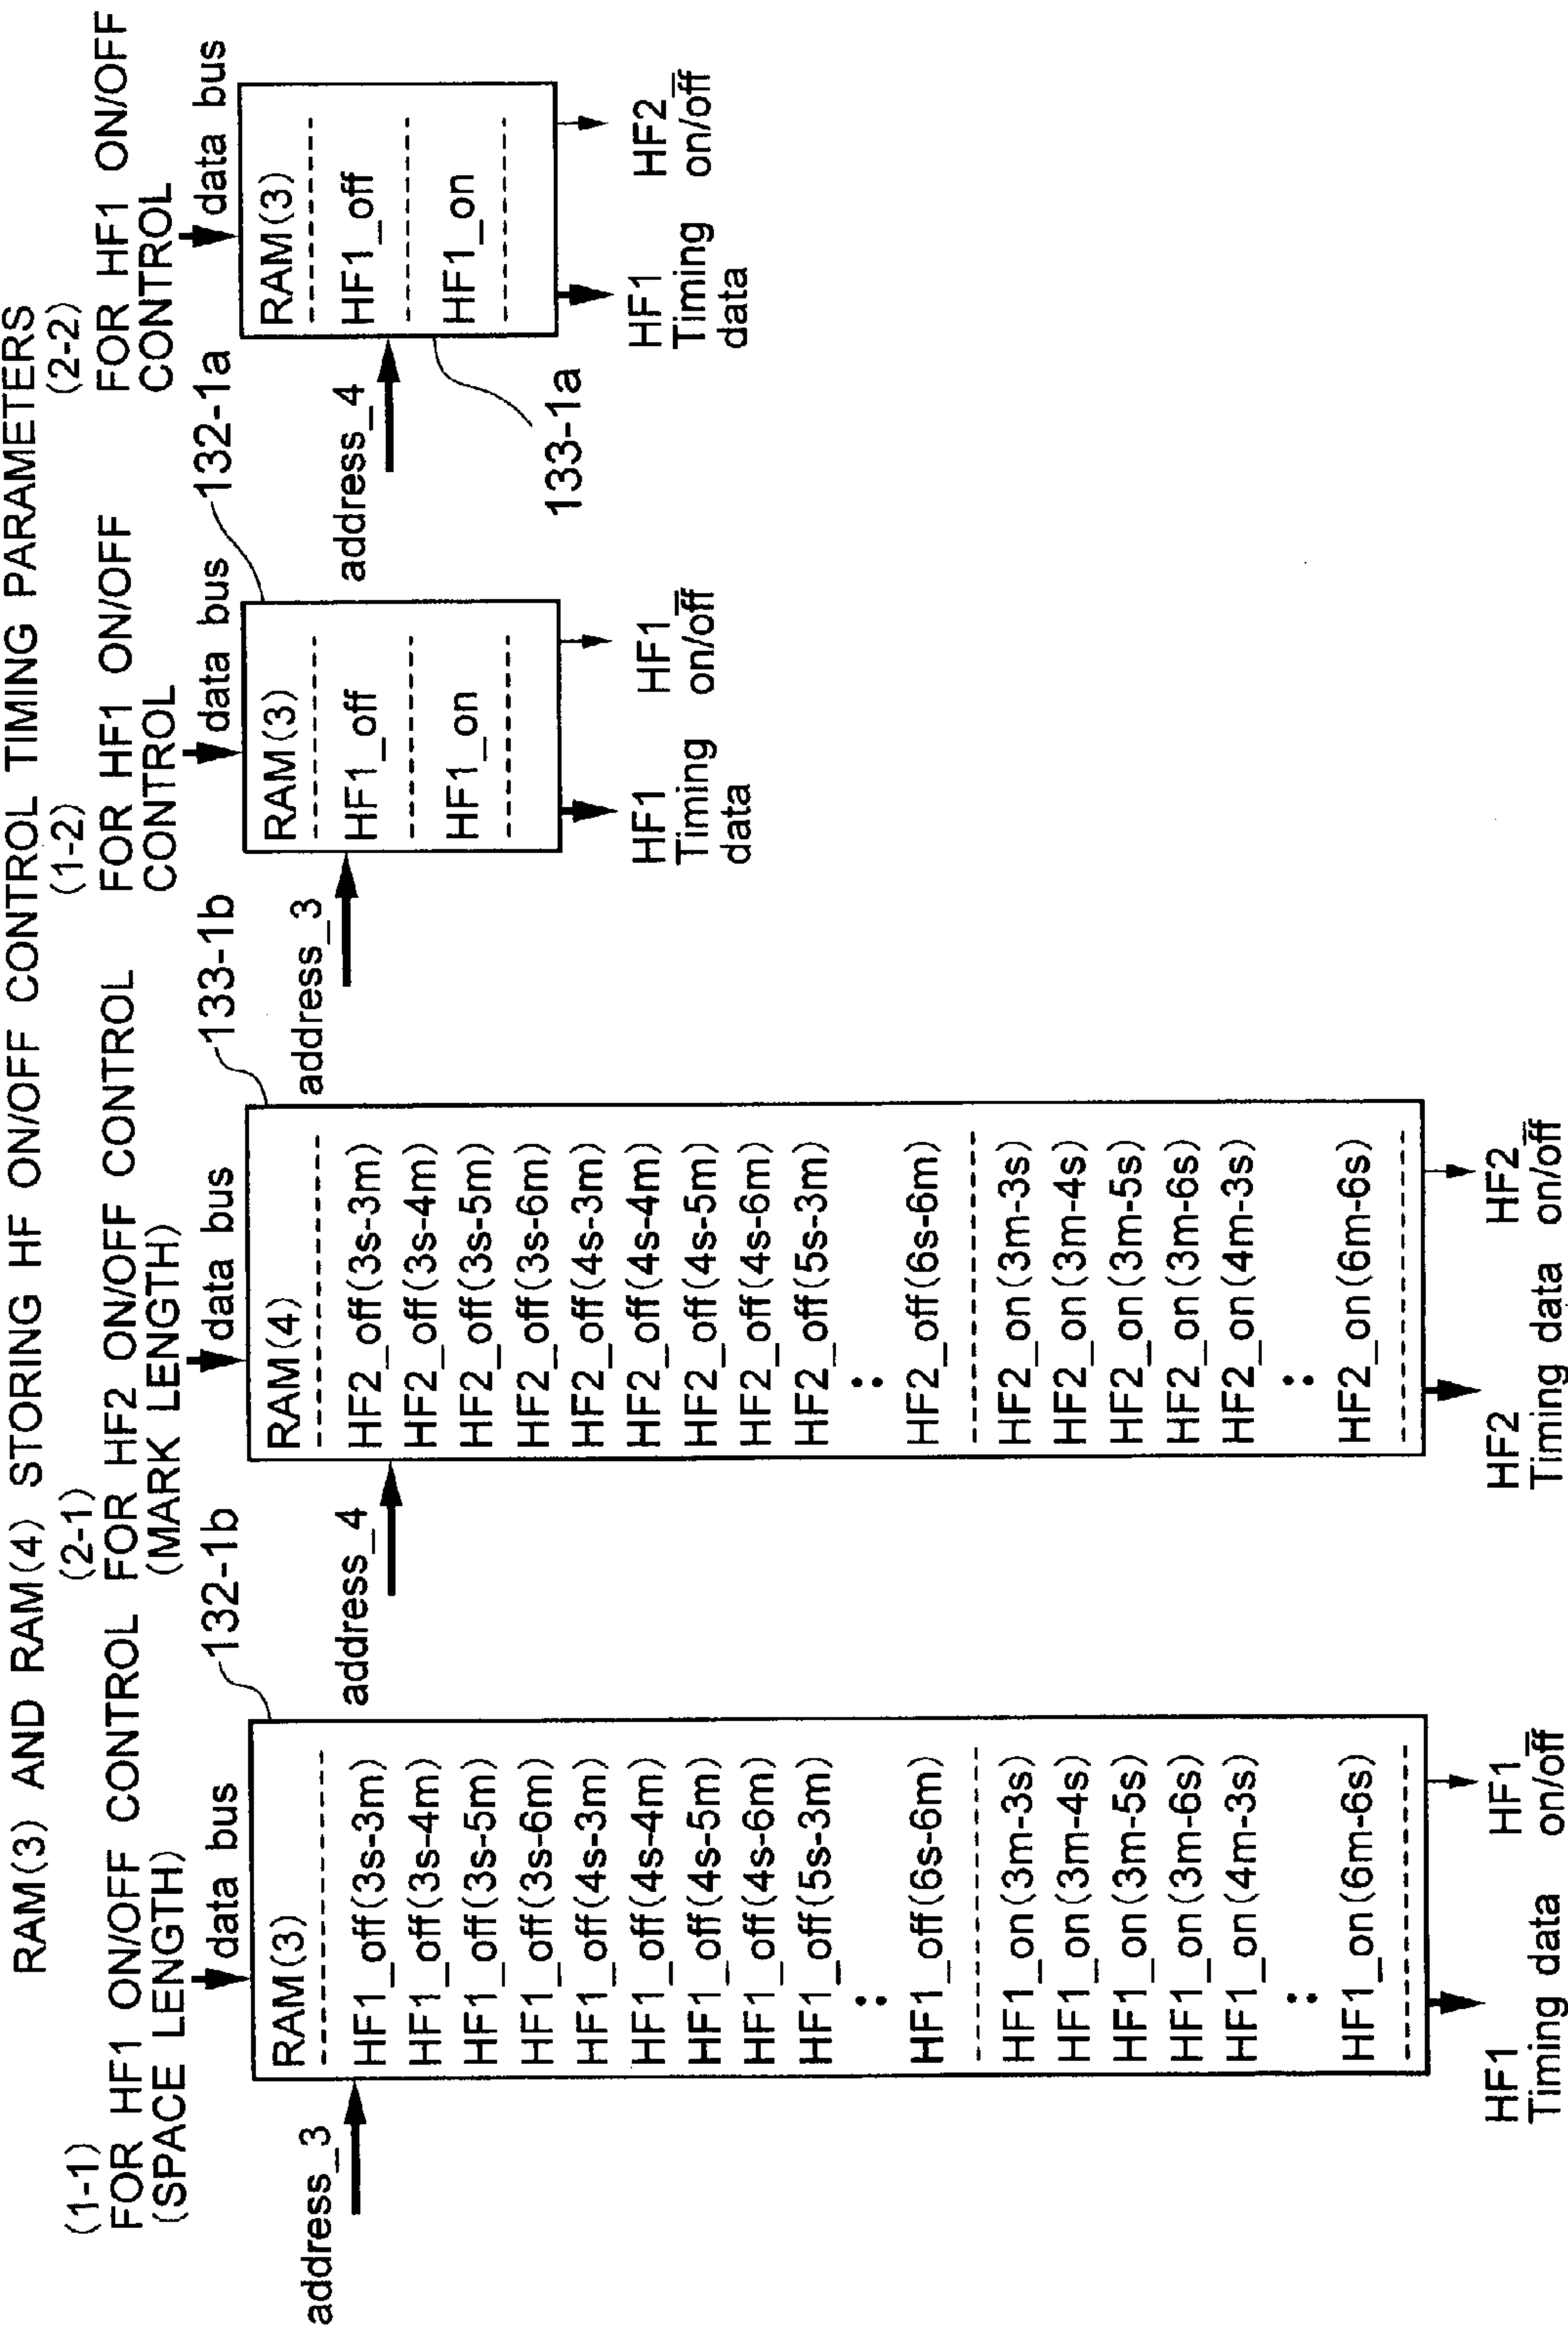 RAM(3) AND RAM(4) STORING HF ON/OFF CONTROL TIMING PARAMETERS
(1-1)
FOR HF1 ON/OFF CONTROL
(SPACE LENGTH)
data bus
132-1b
address_3
RAM(3)
HF1_off(3s-3m)
HF1_off(3s-4m)
HF1_off(3s-5m)
HF1_off(3s-6m)
HF1_off(4s-3m)
HF1_off(4s-4m)
HF1_off(4s-5m)
HF1_off(4s-6m)
HF1_off(5s-3m)
:
HF1_off(6s-6m)
HF1_on(3m-3s)
HF1_on(3m-4s)
HF1_on(3m-5s)
HF1_on(3m-6s)
HF1_on(4m-3s)
:
HF1_on(6m-6s)
HF1
Timing data
HF1
on/o̅f̅f̅
(2-1)
FOR HF2 ON/OFF CONTROL
(MARK LENGTH)
data bus
133-1b
address_4
RAM(4)
HF2_off(3s-3m)
HF2_off(3s-4m)
HF2_off(3s-5m)
HF2_off(3s-6m)
HF2_off(4s-3m)
HF2_off(4s-4m)
HF2_off(4s-5m)
HF2_off(4s-6m)
HF2_off(5s-3m)
:
HF2_off(6s-6m)
HF2_on(3m-3s)
HF2_on(3m-4s)
HF2_on(3m-5s)
HF2_on(3m-6s)
HF2_on(4m-3s)
:
HF2_on(6m-6s)
HF2
Timing data
HF2
on/o̅f̅f̅
(1-2)
FOR HF1 ON/OFF
CONTROL
data bus
132-1a
address_3
RAM(3)
HF1_off
HF1_on
HF1
Timing
data
HF1
on/o̅f̅f̅
(2-2)
FOR HF1 ON/OFF
CONTROL
data bus
address_4
RAM(3)
HF1_off
HF1_on
133-1a
HF1
Timing
data
HF2
on/o̅f̅f̅